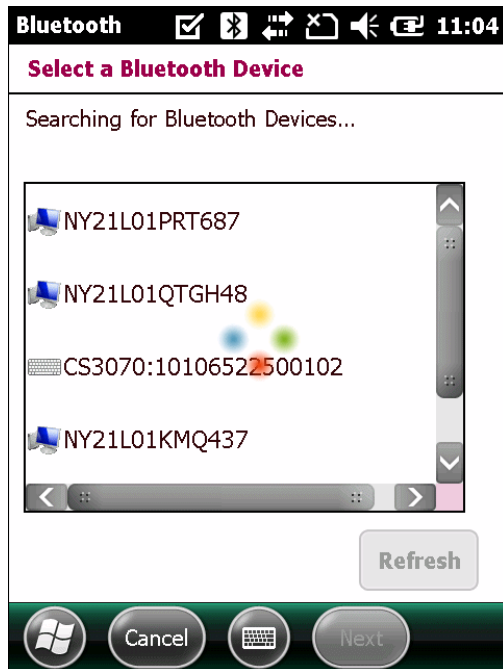 Bluetooth 11:04
Select a Bluetooth Device
Searching for Bluetooth Devices...
NY21L01PRT687
NY21L01QTGH48
CS3070:10106522500102
NY21L01KMQ437
Refresh
Cancel Next